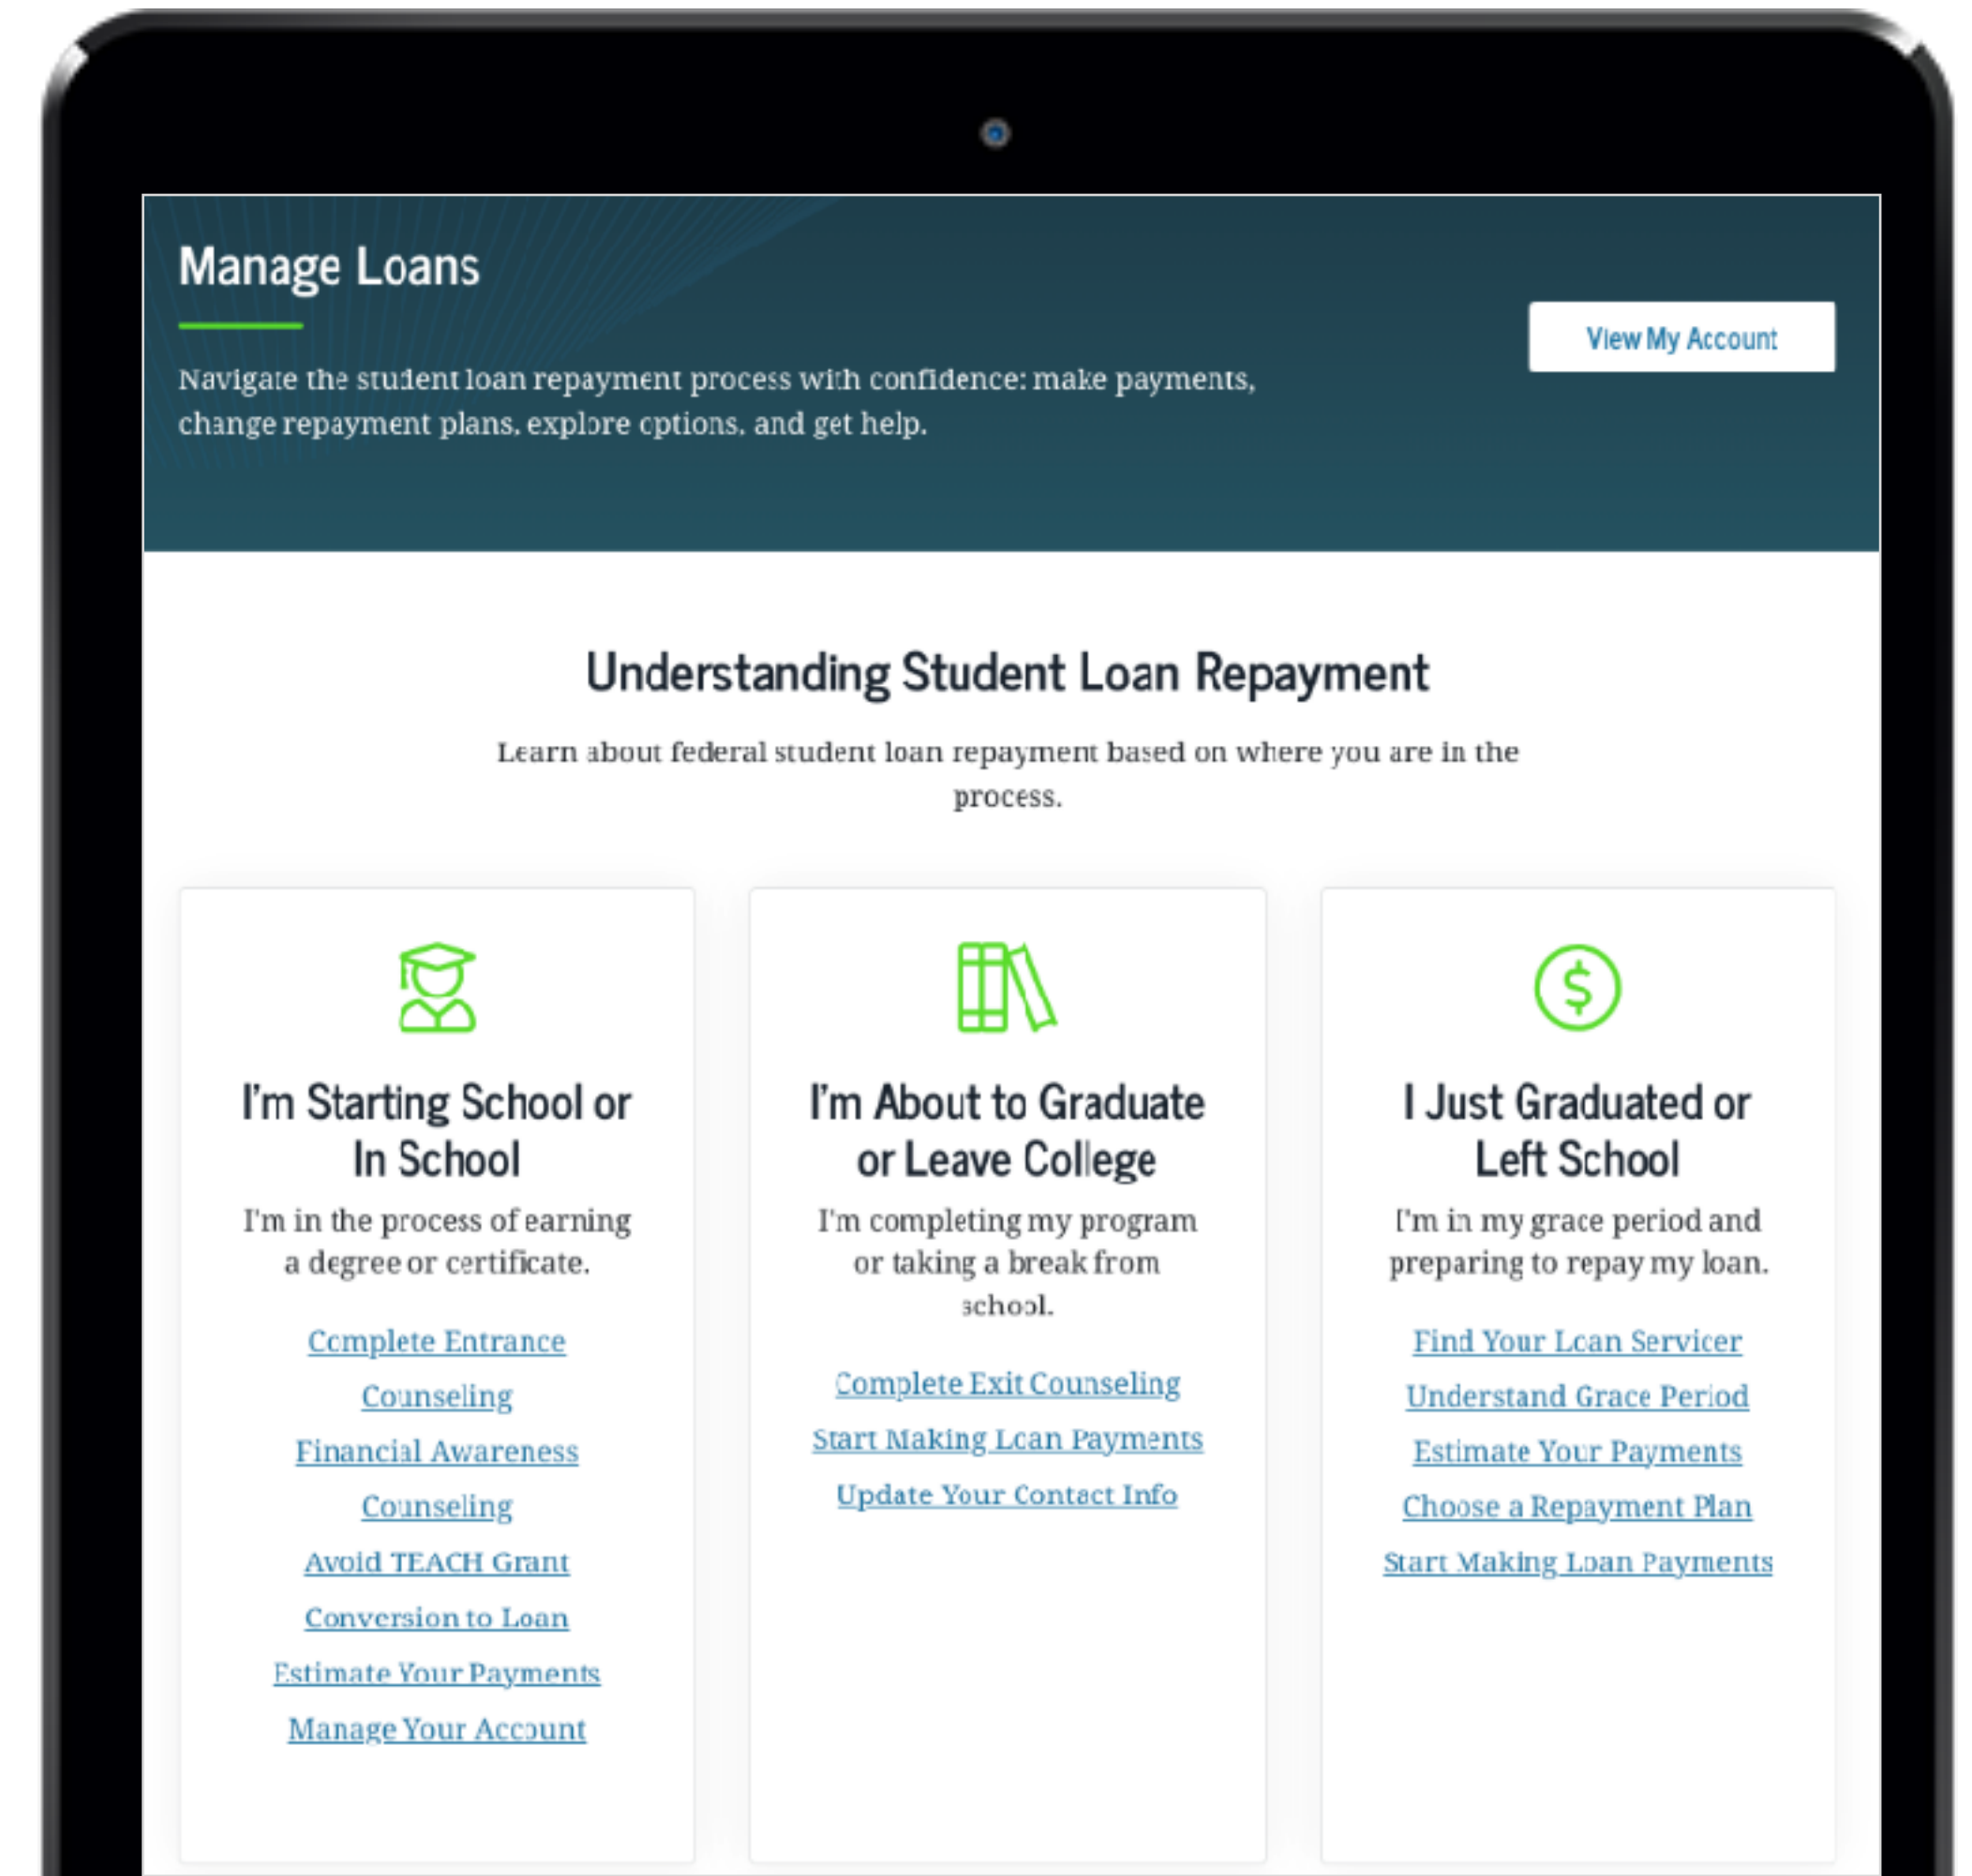 Manage Loans
View My Account
Navigate the student loan repayment process with confidence: make payments,
change repayment plans, explore options, and get help.
Understanding Student Loan Repayment
Learn about federal student loan repayment based on where you are in the
process.
I'm Starting School or
In School
I'm in the process of earning
a degree or certificate.
Complete Entrance
Counseling
Financial Awareness
Counseling
Avoid TEACH Grant
Conversion to Loan
Estimate Your Payments
Manage Your Account
I'm About to Graduate
or Leave College
I'm completing my program
or taking a break from
school.
Complete Exit Counseling
Start Making Loan Payments
Update Your Contact Info
I Just Graduated or
Left School
I'm in my grace period and
preparing to repay my loan.
Find Your Loan Servicer
Understand Grace Period
Estimate Your Payments
Choose a Repayment Plan
Start Making Loan Payments